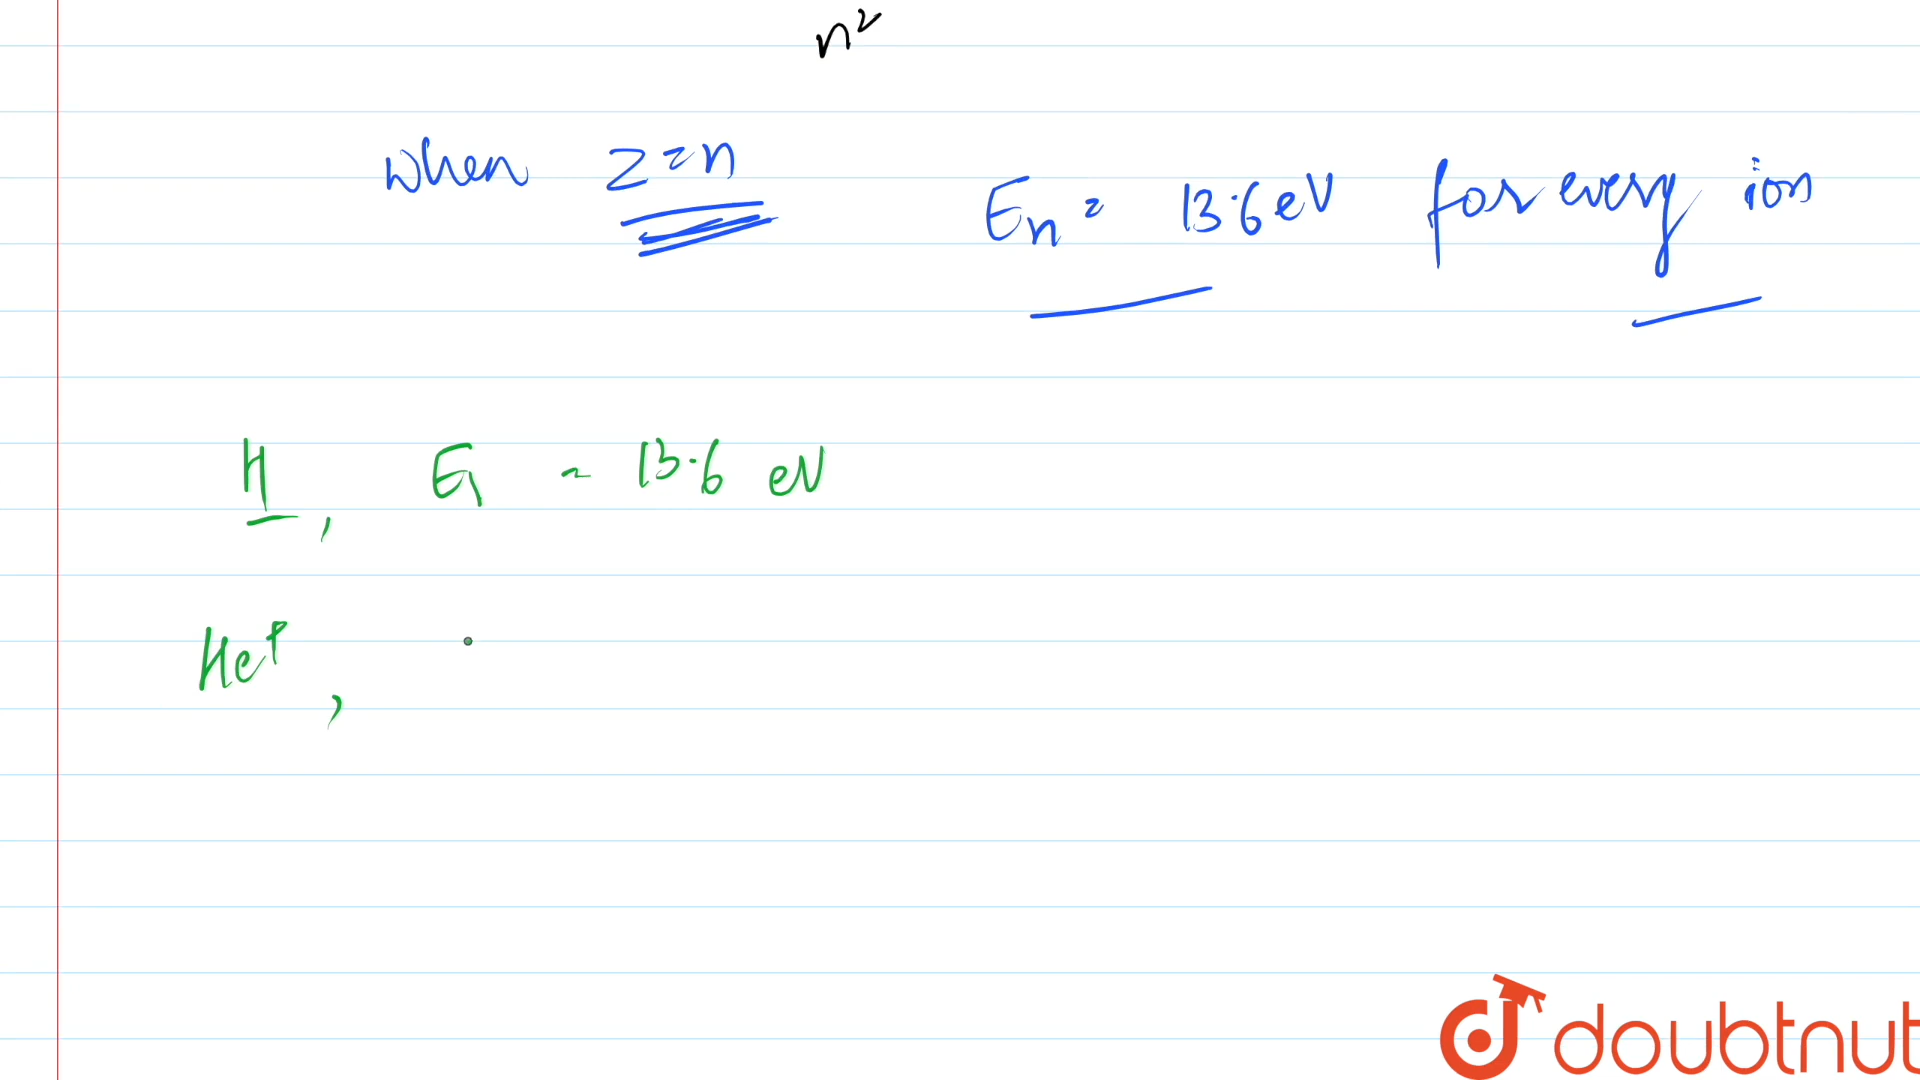 n²
when z=n
En = 13.6 eV for every ion
H, E1 = 13.6 eV
He+,
doubtnut